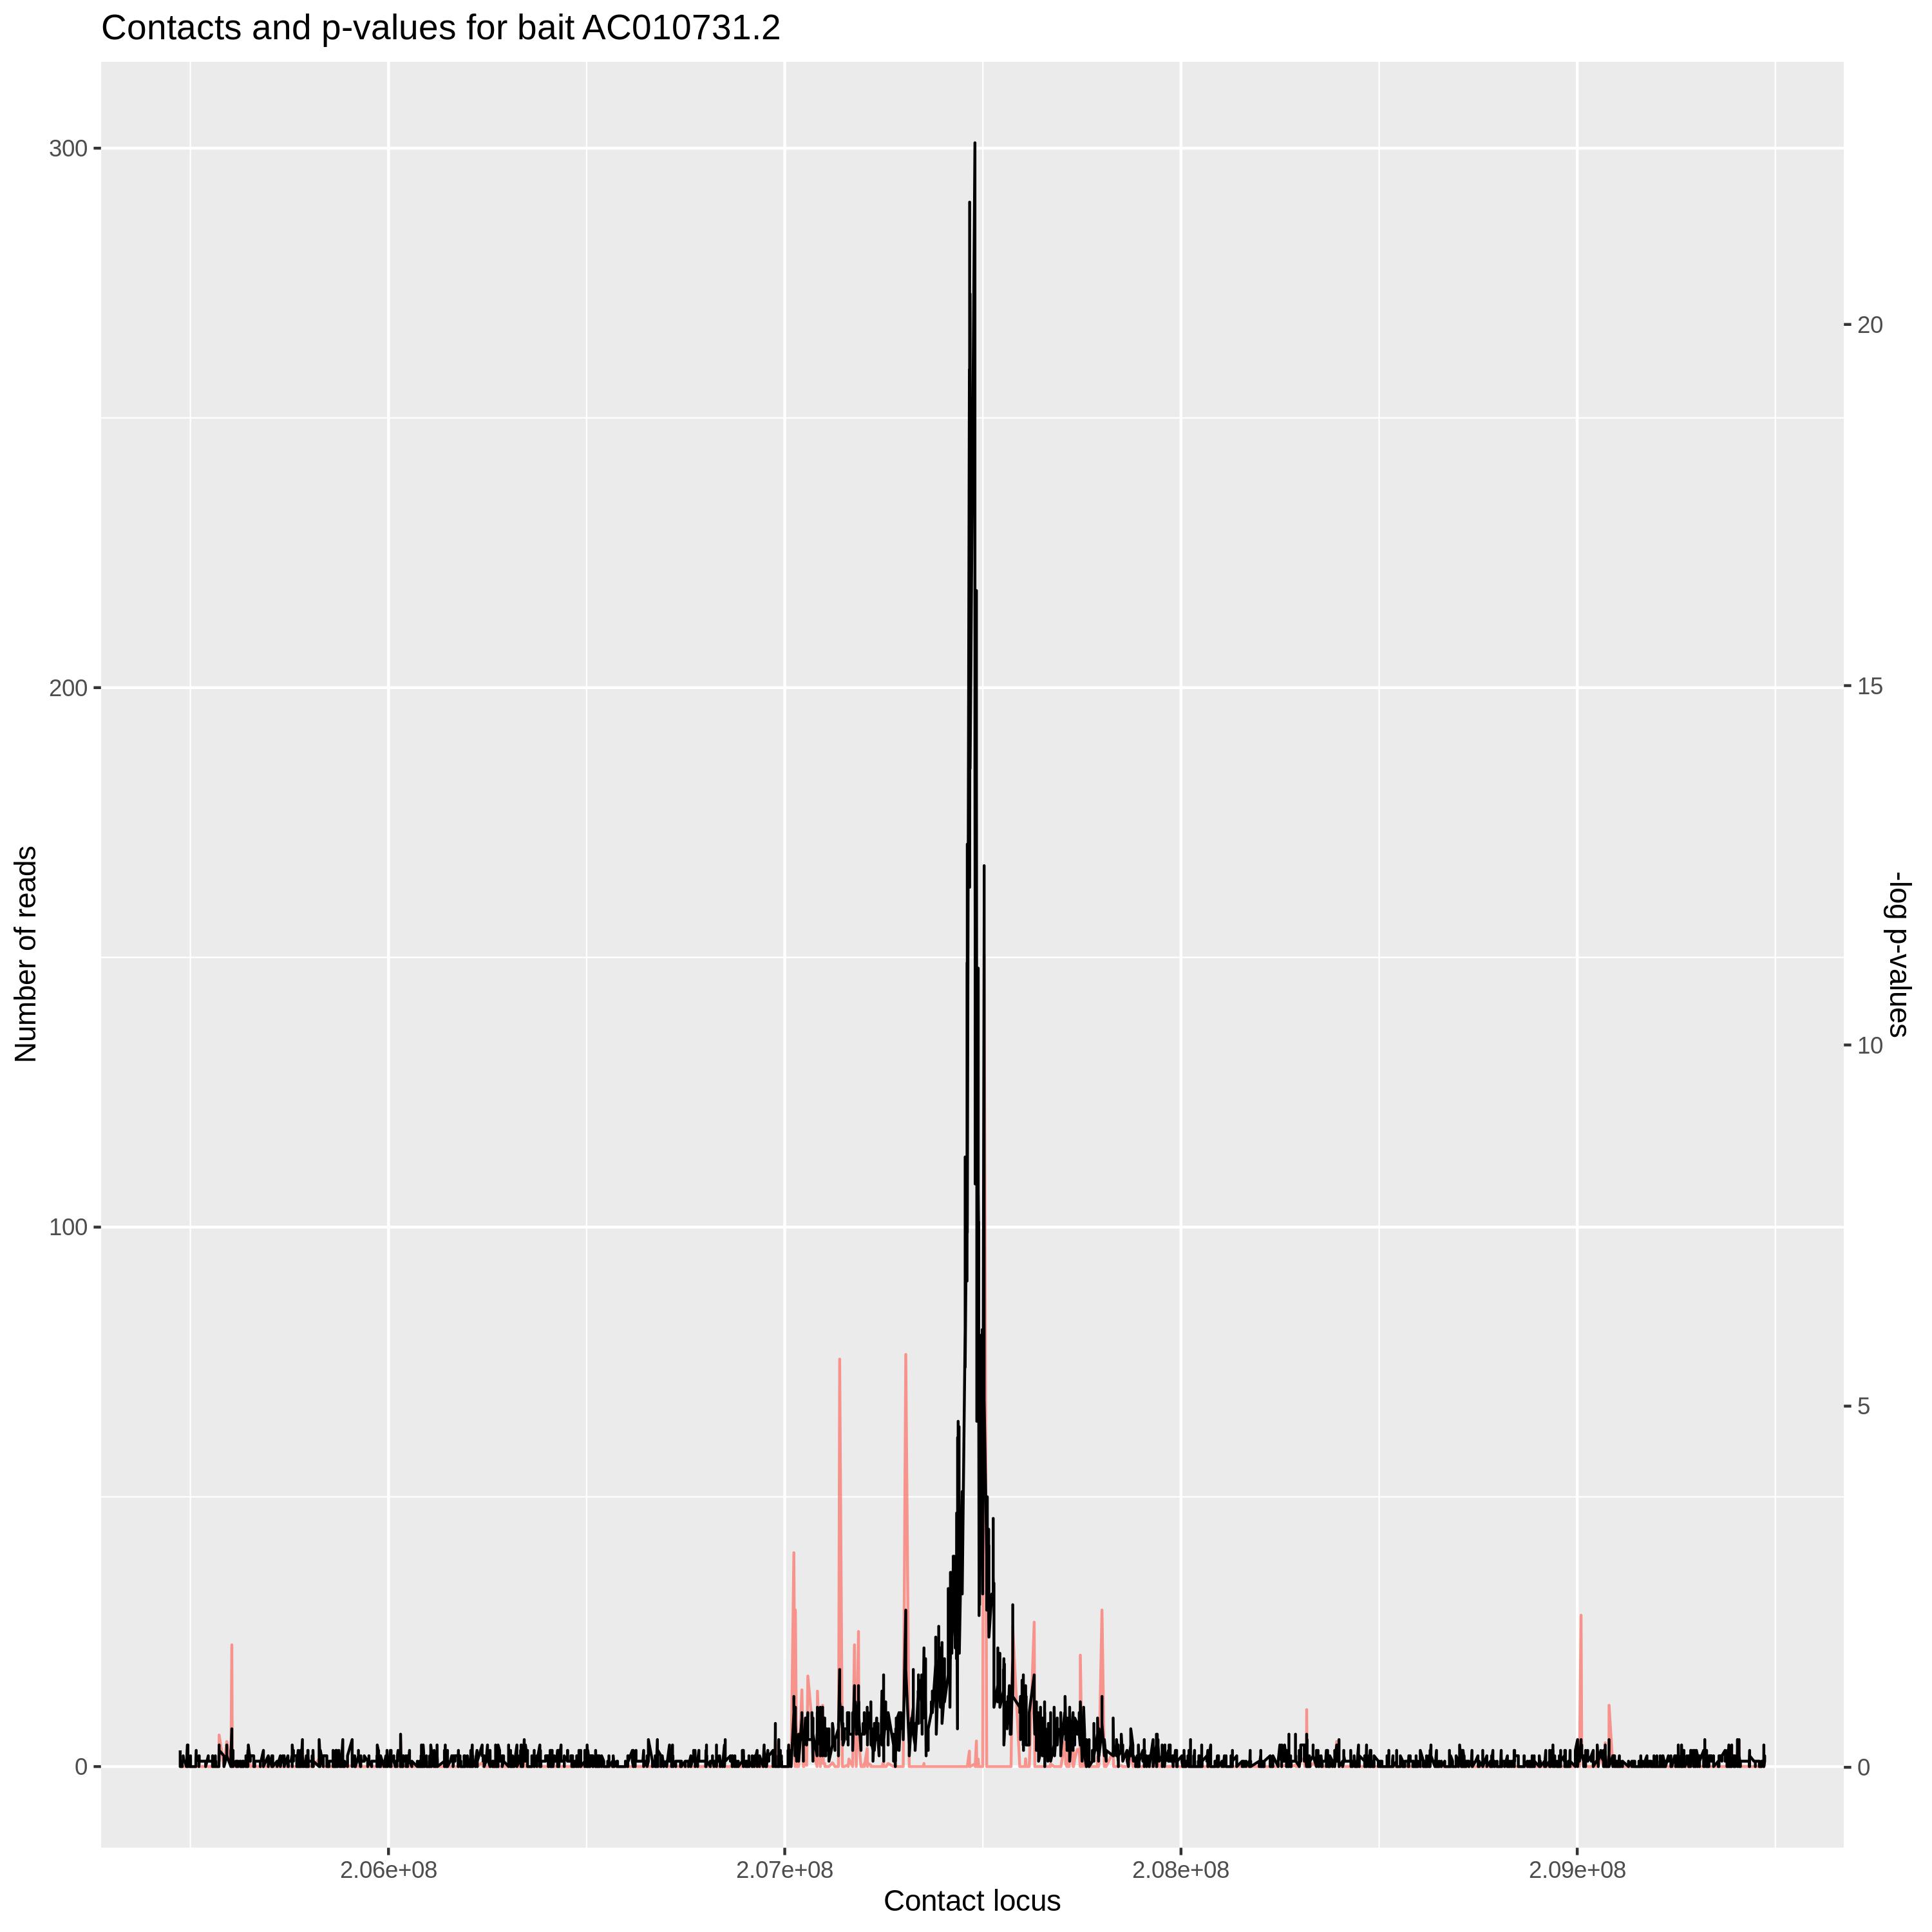 Contacts and p-values for bait AC010731.2
300
200
100
0
Number of reads
20
15
10
5
0
-log p-values
2.06e+08
2.07e+08
2.08e+08
2.09e+08
Contact locus